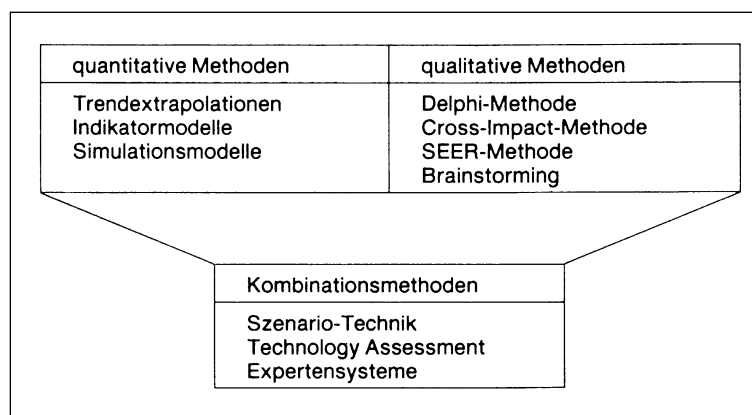 quantitative Methoden
Trendextrapolationen
Indikatormodelle
Simulationsmodelle
qualitative Methoden
Delphi-Methode
Cross-Impact-Methode
SEER-Methode
Brainstorming
Kombinationsmethoden
Szenario-Technik
Technology Assessment
Expertensysteme